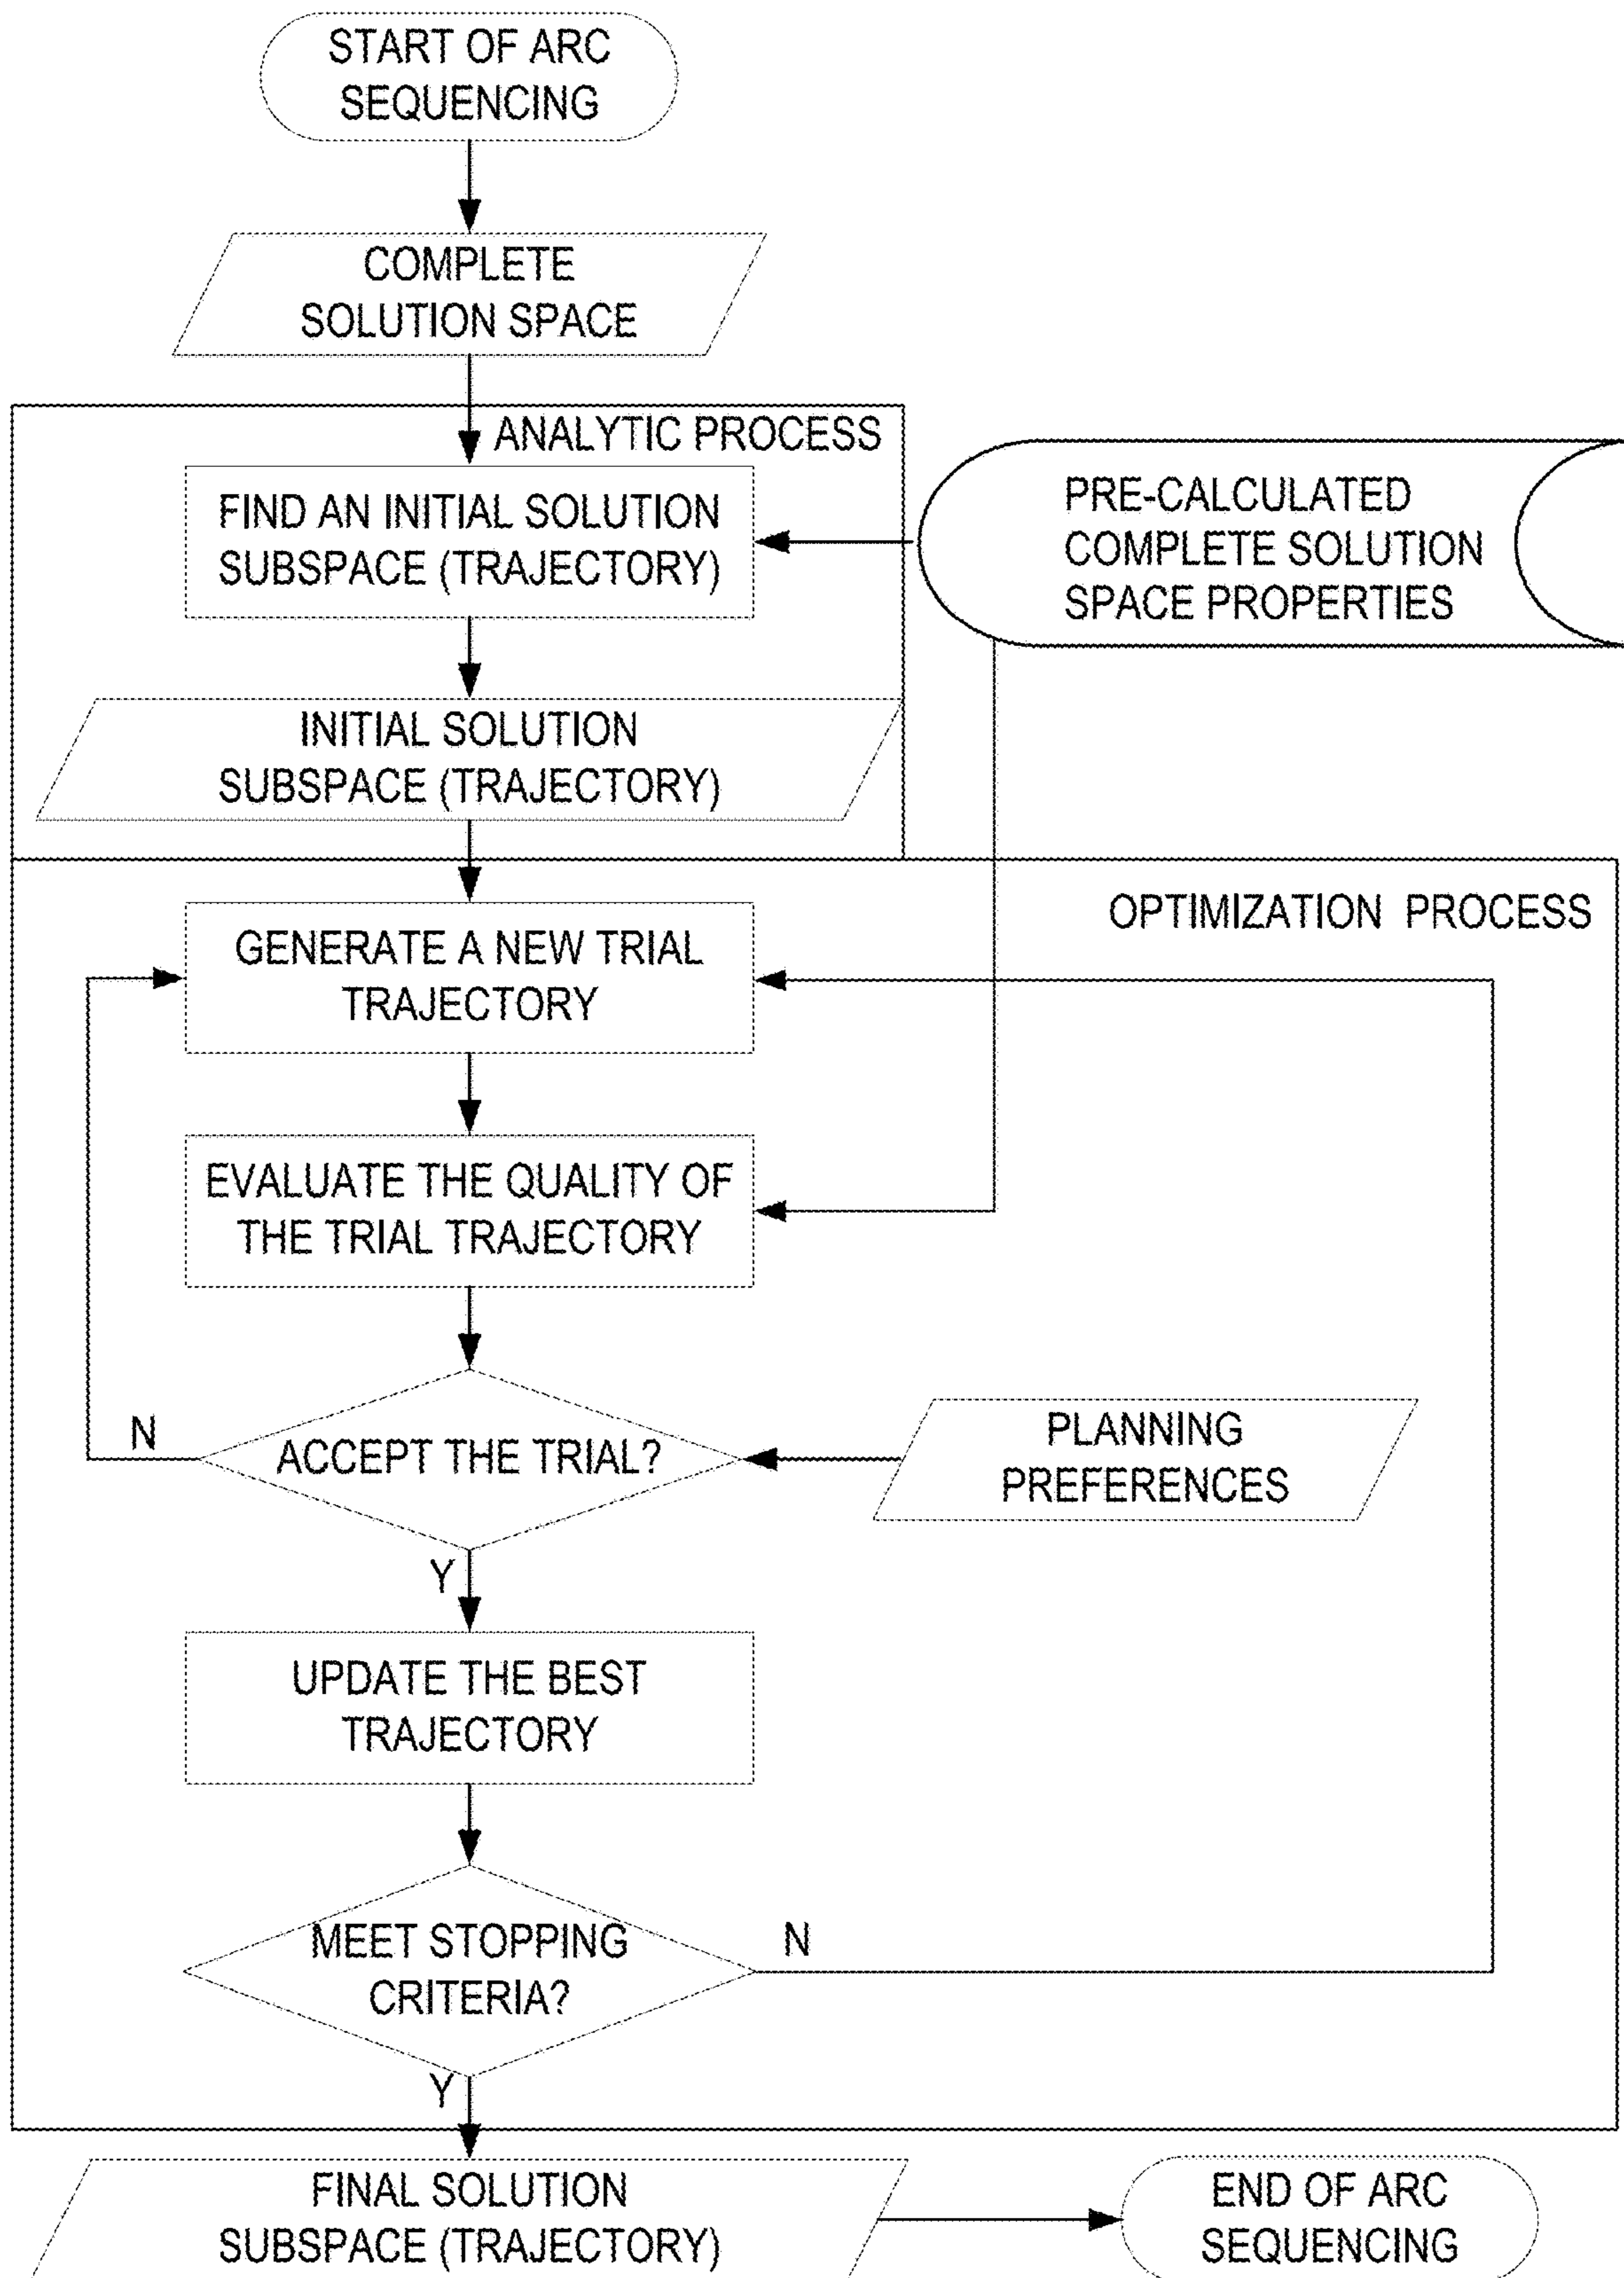 START OF ARC
SEQUENCING
COMPLETE
SOLUTION SPACE
ANALYTIC PROCESS
FIND AN INITIAL SOLUTION
SUBSPACE (TRAJECTORY)
PRE-CALCULATED
COMPLETE SOLUTION
SPACE PROPERTIES
INITIAL SOLUTION
SUBSPACE (TRAJECTORY)
OPTIMIZATION PROCESS
GENERATE A NEW TRIAL
TRAJECTORY
EVALUATE THE QUALITY OF
THE TRIAL TRAJECTORY
N
ACCEPT THE TRIAL?
PLANNING
PREFERENCES
Y
UPDATE THE BEST
TRAJECTORY
MEET STOPPING
CRITERIA?
N
Y
FINAL SOLUTION
SUBSPACE (TRAJECTORY)
END OF ARC
SEQUENCING